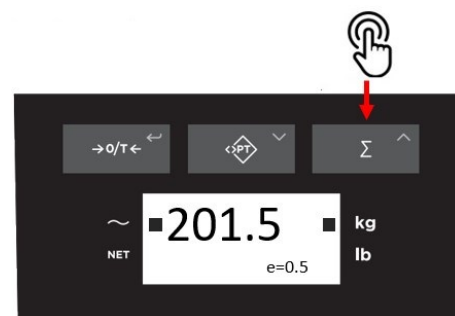 →0/T← <PT> Σ
201.5 kg
NET lb
e=0.5